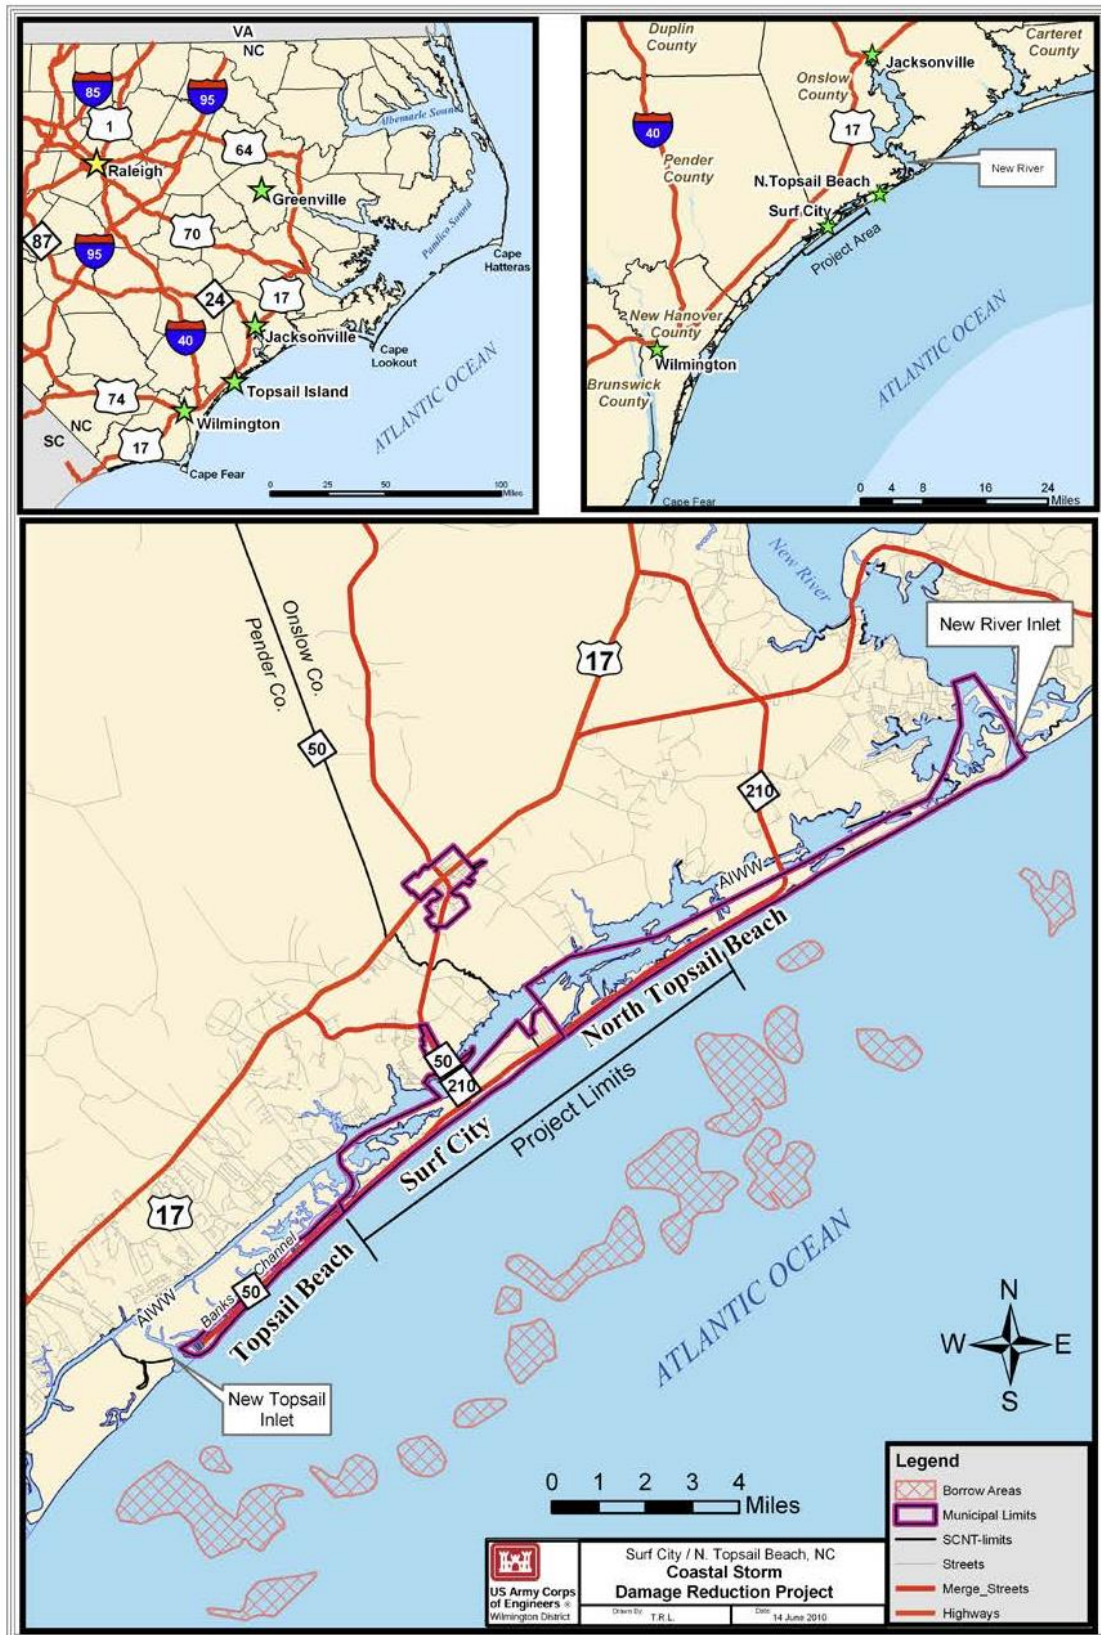 VA
NC
85
95
1
64
Albemarle Sound
Raleigh
Greenville
87
70
Pamlico Sound
95
Cape
Hatteras
24
17
Jacksonville
40
Cape
Lookout
Topsail Island
74
ATLANTIC OCEAN
NC
Wilmington
SC
17
Cape Fear
0 25 50 100
Miles
Duplin
County
Carteret
County
Jacksonville
Onslow
County
40
17
Pender
County
New River
N.Topsail Beach
Surf City
Project Area
New Hanover
County
ATLANTIC OCEAN
Wilmington
Brunswick
County
Cape Fear
0 4 8 16 24
Miles
New River
Onslow Co.
Pender Co.
New River Inlet
17
50
210
AIWW
North Topsail Beach
50
210
Project Limits
Surf City
17
Banks Channel
50
AIWW
Topsail Beach
ATLANTIC OCEAN
N
W E
S
New Topsail
Inlet
0 1 2 3 4
Miles
Legend
Borrow Areas
Municipal Limits
SCNT-limits
Streets
Merge_Streets
Highways
US Army Corps
of Engineers ®
Wilmington District
Surf City / N. Topsail Beach, NC
Coastal Storm
Damage Reduction Project
Drawn By: T.R.L.
Date: 14 June 2010